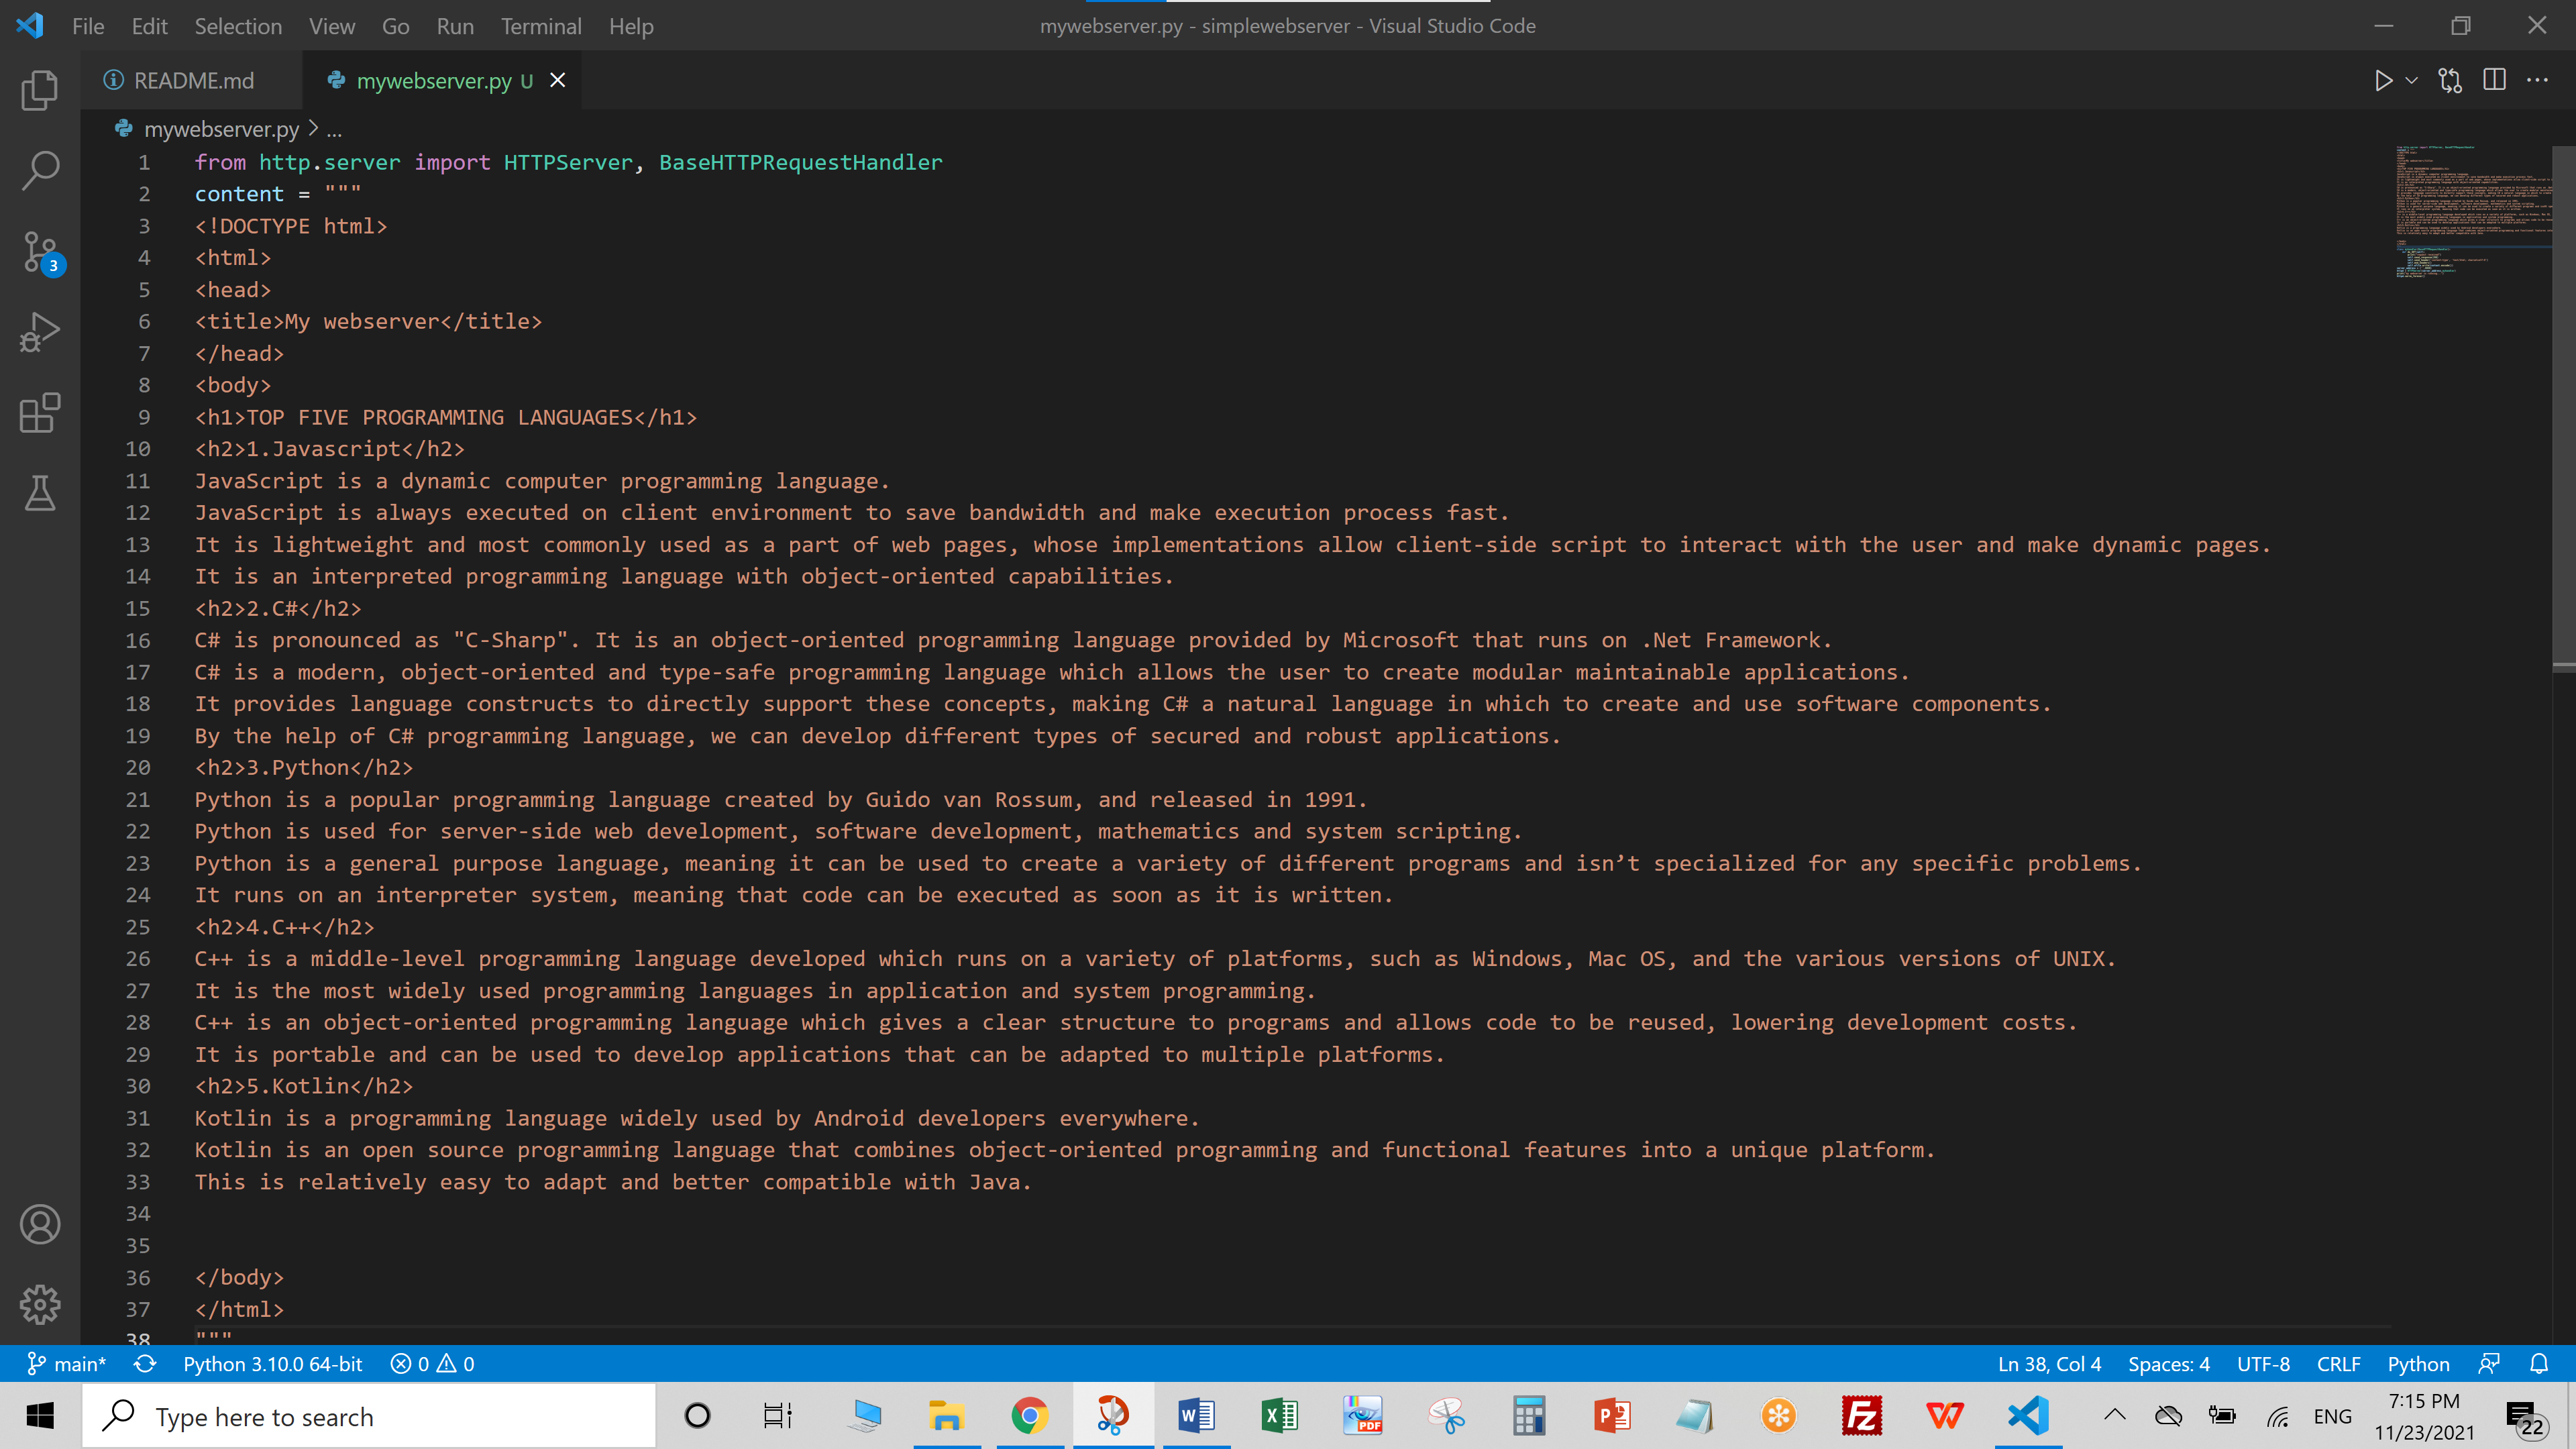 File Edit Selection View Go Run Terminal Help
mywebserver.py - simplewebserver - Visual Studio Code
README.md
mywebserver.py U
mywebserver.py > ...
1 from http.server import HTTPServer, BaseHTTPRequestHandler
2 content = """
3 <!DOCTYPE html>
4 <html>
5 <head>
6 <title>My webserver</title>
7 </head>
8 <body>
9 <h1>TOP FIVE PROGRAMMING LANGUAGES</h1>
10 <h2>1.Javascript</h2>
11 JavaScript is a dynamic computer programming language.
12 JavaScript is always executed on client environment to save bandwidth and make execution process fast.
13 It is lightweight and most commonly used as a part of web pages, whose implementations allow client-side script to interact with the user and make dynamic pages.
14 It is an interpreted programming language with object-oriented capabilities.
15 <h2>2.C#</h2>
16 C# is pronounced as "C-Sharp". It is an object-oriented programming language provided by Microsoft that runs on .Net Framework.
17 C# is a modern, object-oriented and type-safe programming language which allows the user to create modular maintainable applications.
18 It provides language constructs to directly support these concepts, making C# a natural language in which to create and use software components.
19 By the help of C# programming language, we can develop different types of secured and robust applications.
20 <h2>3.Python</h2>
21 Python is a popular programming language created by Guido van Rossum, and released in 1991.
22 Python is used for server-side web development, software development, mathematics and system scripting.
23 Python is a general purpose language, meaning it can be used to create a variety of different programs and isn’t specialized for any specific problems.
24 It runs on an interpreter system, meaning that code can be executed as soon as it is written.
25 <h2>4.C++</h2>
26 C++ is a middle-level programming language developed which runs on a variety of platforms, such as Windows, Mac OS, and the various versions of UNIX.
27 It is the most widely used programming languages in application and system programming.
28 C++ is an object-oriented programming language which gives a clear structure to programs and allows code to be reused, lowering development costs.
29 It is portable and can be used to develop applications that can be adapted to multiple platforms.
30 <h2>5.Kotlin</h2>
31 Kotlin is a programming language widely used by Android developers everywhere.
32 Kotlin is an open source programming language that combines object-oriented programming and functional features into a unique platform.
33 This is relatively easy to adapt and better compatible with Java.
34
35
36 </body>
37 </html>
38 """
3
main* Python 3.10.0 64-bit 0 0 Ln 38, Col 4 Spaces: 4 UTF-8 CRLF Python
Type here to search
ENG
7:15 PM
11/23/2021
22